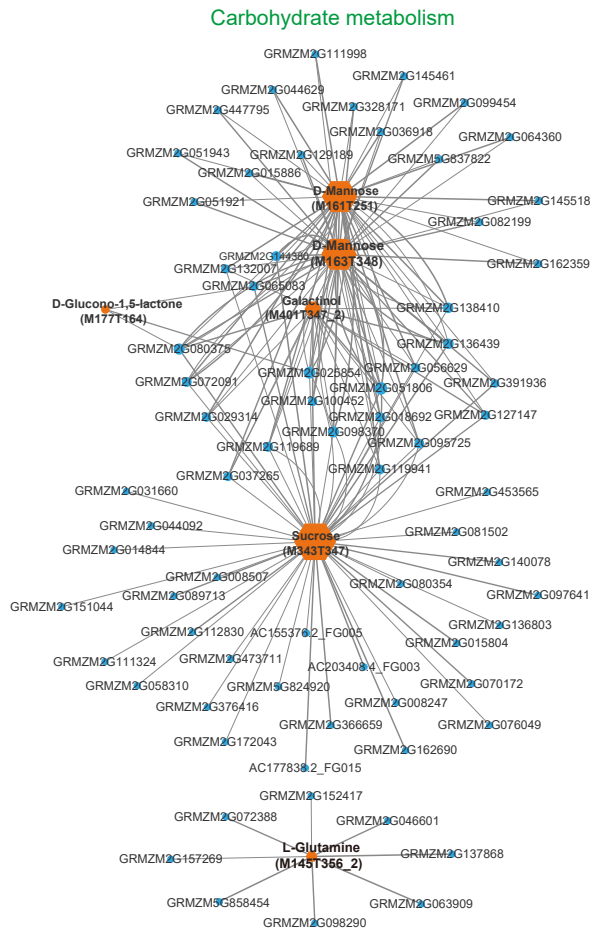 Carbohydrate metabolism
GRMZM2G111998
GRMZM2G145461
GRMZM2G044629
GRMZM2G328171
GRMZM2G099454
GRMZM2G447795
GRMZM2G036918
GRMZM2G064360
GRMZM2G051943
GRMZM2G129189
GRMZM5G837822
GRMZM2G015886
D-Mannose
(M161T251)
GRMZM2G051921
GRMZM2G145518
GRMZM2G082199
D-Mannose
(M163T348)
GRMZM2G144380
GRMZM2G132007
GRMZM2G162359
GRMZM2G065083
D-Glucono-1,5-lactone
(M177T164)
Galactinol
(M401T347_2)
GRMZM2G138410
GRMZM2G080375
GRMZM2G136439
GRMZM2G025854
GRMZM2G056629
GRMZM2G072091
GRMZM2G051806
GRMZM2G391936
GRMZM2G100452
GRMZM2G029314
GRMZM2G018692
GRMZM2G127147
GRMZM2G098370
GRMZM2G119689
GRMZM2G095725
GRMZM2G037265
GRMZM2G119941
GRMZM2G031660
GRMZM2G453565
GRMZM2G044092
GRMZM2G081502
Sucrose
(M343T347)
GRMZM2G014844
GRMZM2G140078
GRMZM2G008507
GRMZM2G080354
GRMZM2G089713
GRMZM2G097641
GRMZM2G151044
GRMZM2G136803
GRMZM2G112830
AC155376.2_FG005
GRMZM2G015804
GRMZM2G111324
GRMZM2G473711
AC203408.4_FG003
GRMZM2G058310
GRMZM5G824920
GRMZM2G070172
GRMZM2G376416
GRMZM2G008247
GRMZM2G366659
GRMZM2G076049
GRMZM2G172043
GRMZM2G162690
AC177838.2_FG015
GRMZM2G152417
GRMZM2G072388
GRMZM2G046601
L-Glutamine
(M145T356_2)
GRMZM2G157269
GRMZM2G137868
GRMZM5G858454
GRMZM2G063909
GRMZM2G098290